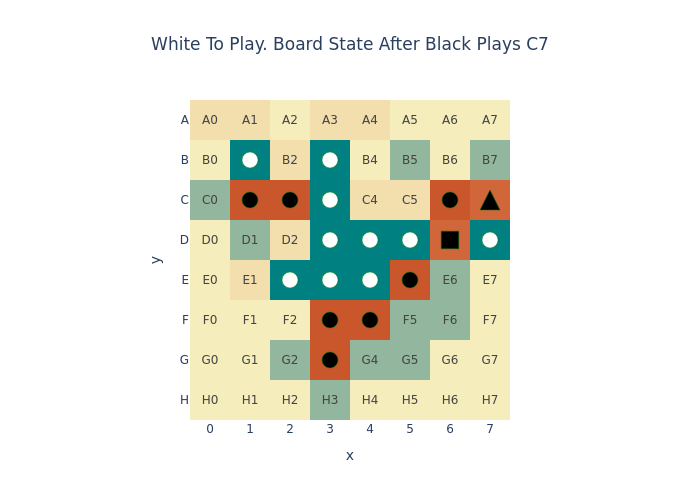 White To Play. Board State After Black Plays C7
A A0 A1 A2 A3 A4 A5 A6 A7
B B0 B2 B4 B5 B6 B7
C C0 C4 C5
D D0 D1 D2
y
E E0 E1 E6 E7
F F0 F1 F2 F5 F6 F7
G G0 G1 G2 G4 G5 G6 G7
H H0 H1 H2 H3 H4 H5 H6 H7
0 1 2 3 4 5 6 7
x